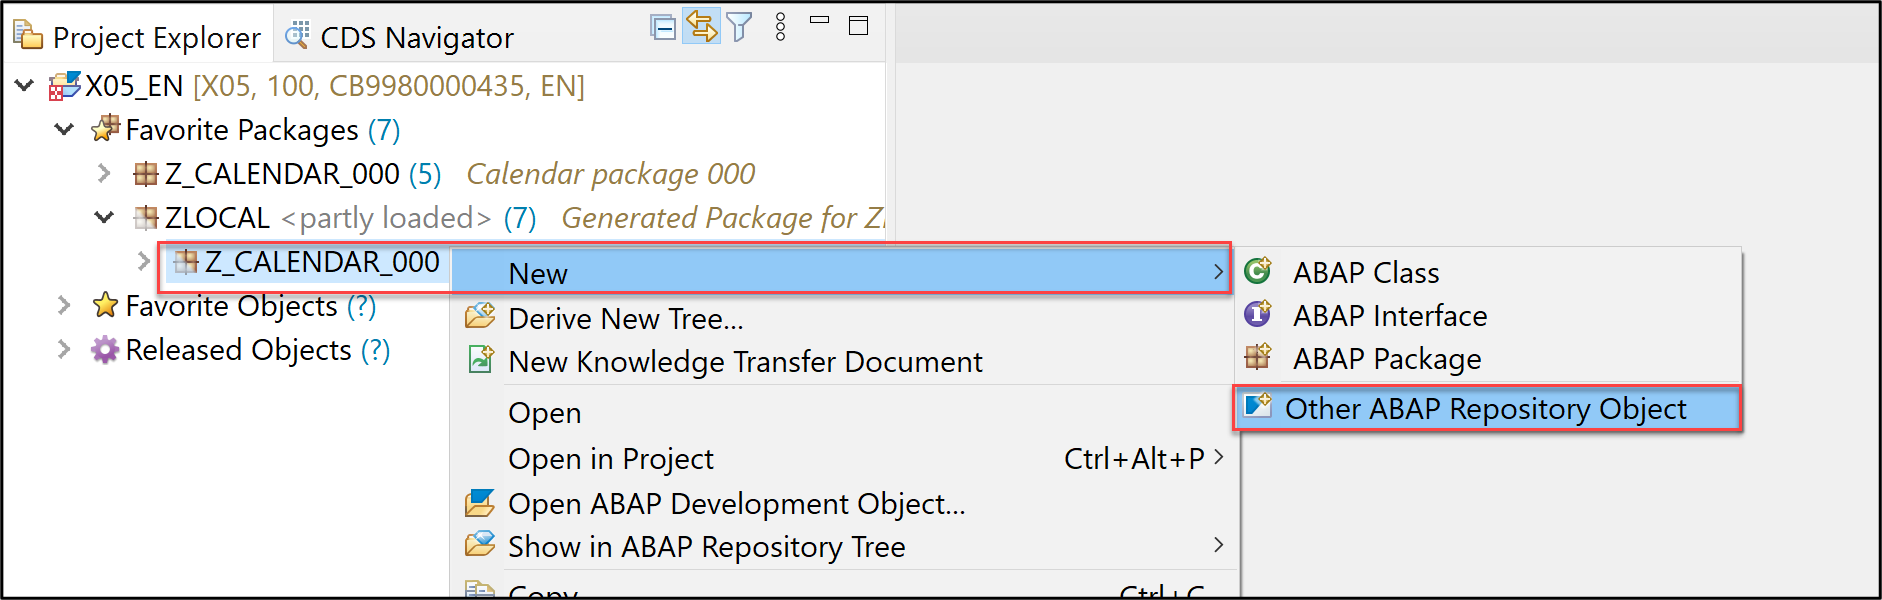 Project Explorer CDS Navigator
X05_EN [X05, 100, CB9980000435, EN]
Favorite Packages (7)
Z_CALENDAR_000 (5) Calendar package 000
ZLOCAL <partly loaded> (7) Generated Package for Z
Z_CALENDAR_000
Favorite Objects (?)
Released Objects (?)
New
Derive New Tree...
New Knowledge Transfer Document
Open
Open in Project Ctrl+Alt+P
Open ABAP Development Object...
Show in ABAP Repository Tree
Copy Ctrl+C
ABAP Class
ABAP Interface
ABAP Package
Other ABAP Repository Object